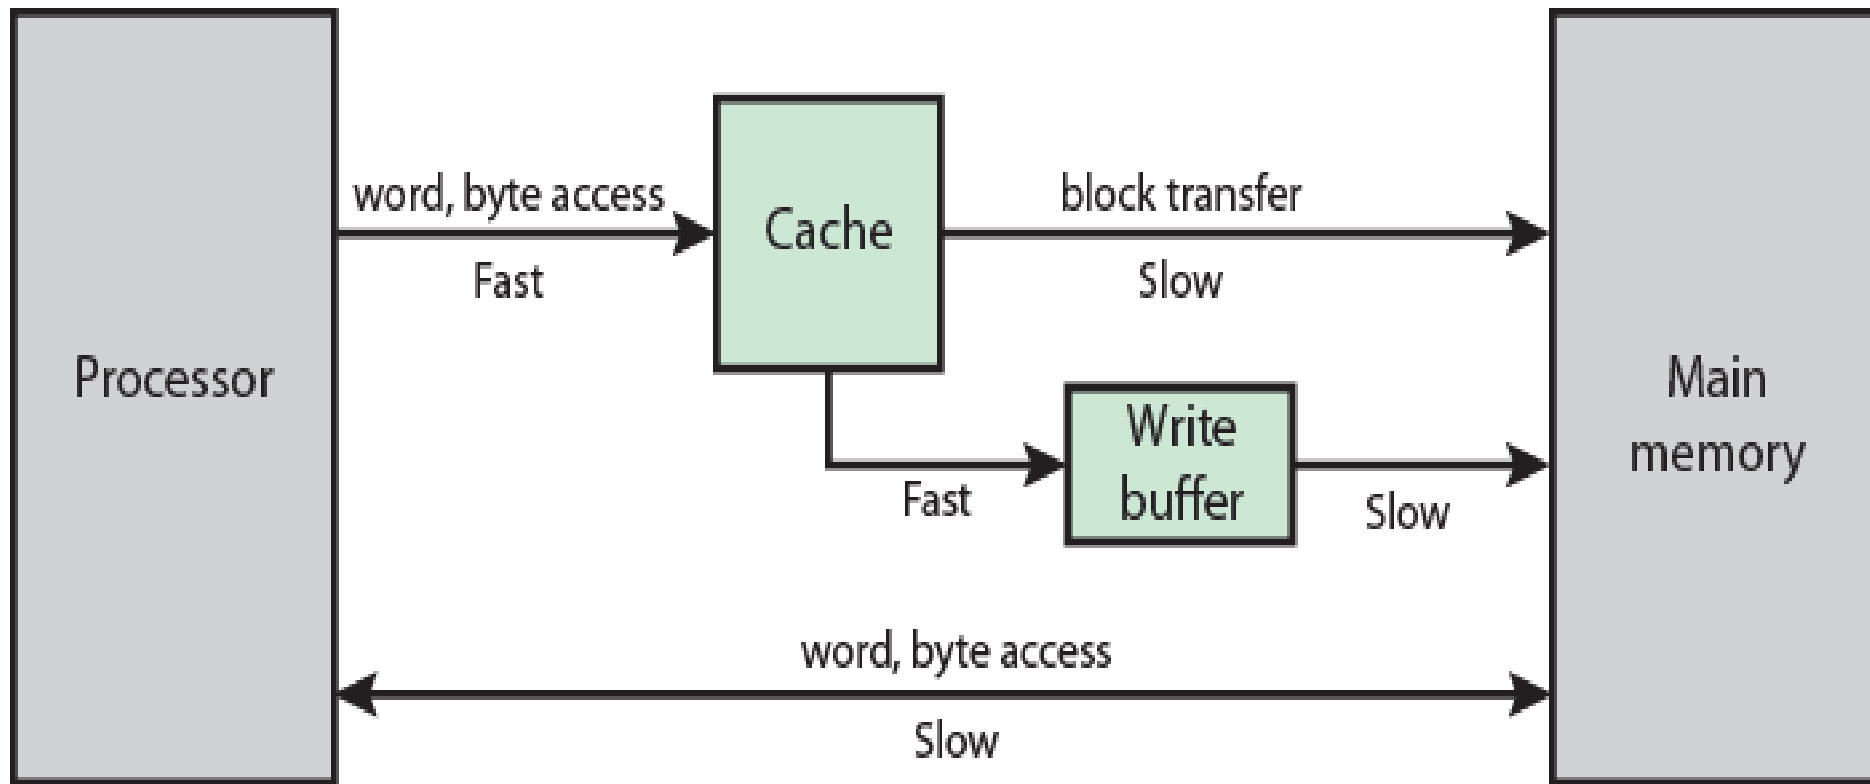 word, byte access
Fast
Cache
block transfer
Slow
Processor
Write
buffer
Fast
Slow
Main
memory
word, byte access
Slow